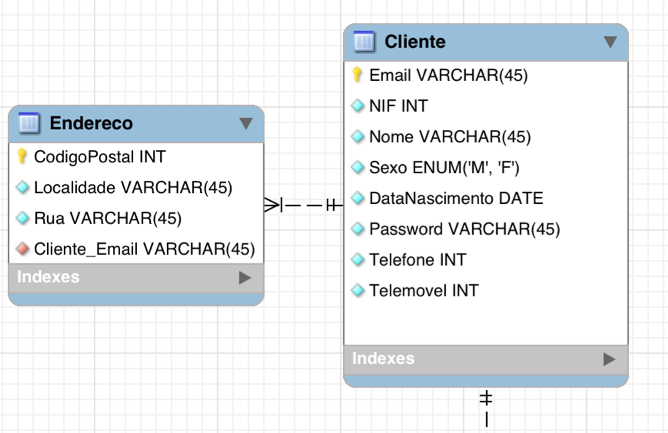 Endereco
CodigoPostal INT
Localidade VARCHAR(45)
Rua VARCHAR(45)
Cliente_Email VARCHAR(45)
Indexes
Cliente
Email VARCHAR(45)
NIF INT
Nome VARCHAR(45)
Sexo ENUM('M', 'F')
DataNascimento DATE
Password VARCHAR(45)
Telefone INT
Telemovel INT
Indexes